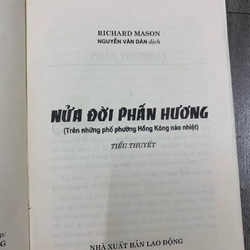 RICHARD MASON
NGUYỄN VĂN DÂN dịch
NỬA ĐỜI PHẤN HƯƠNG
(Trên những phố phường Hồng Kông náo nhiệt)
TIỂU THUYẾT
NHÀ XUẤT BẢN LAO ĐỘNG